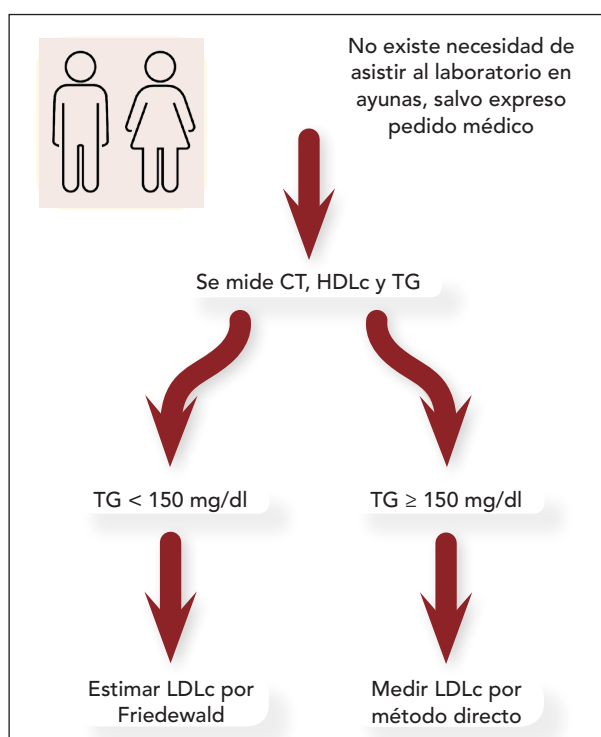 No existe necesidad de
asistir al laboratorio en
ayunas, salvo expreso
pedido médico
Se mide CT, HDLc y TG
TG < 150 mg/dl
TG ≥ 150 mg/dl
Estimar LDLc por
Friedewald
Medir LDLc por
método directo